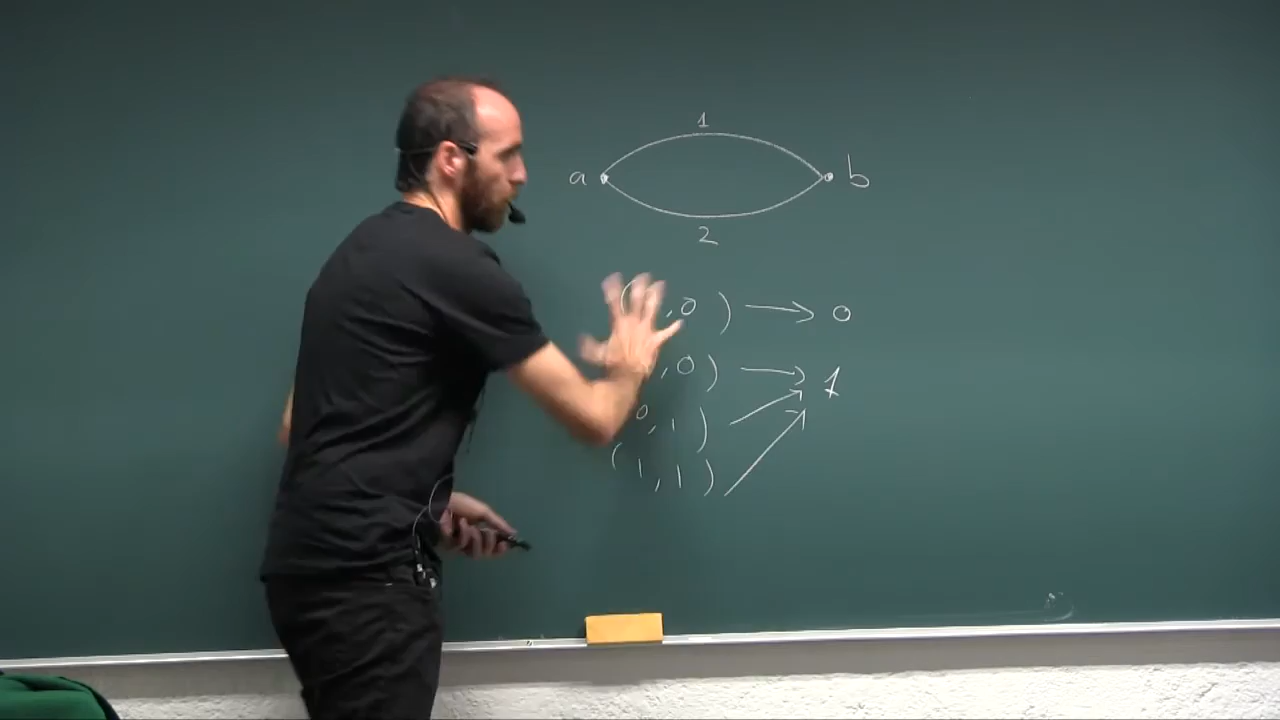 1
a b
2
( ,0 ) → 0
,0 ) → 1
0,1 )
(1,1)